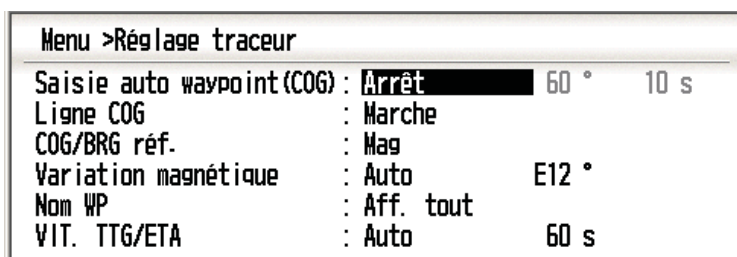 Menu >Réglage traceur
Saisie auto waypoint(COG) : Arrêt 60 ° 10 s
Ligne COG : Marche
COG/BRG réf. : Mag
Variation magnétique : Auto E12 °
Nom WP : Aff. tout
VIT. TTG/ETA : Auto 60 s